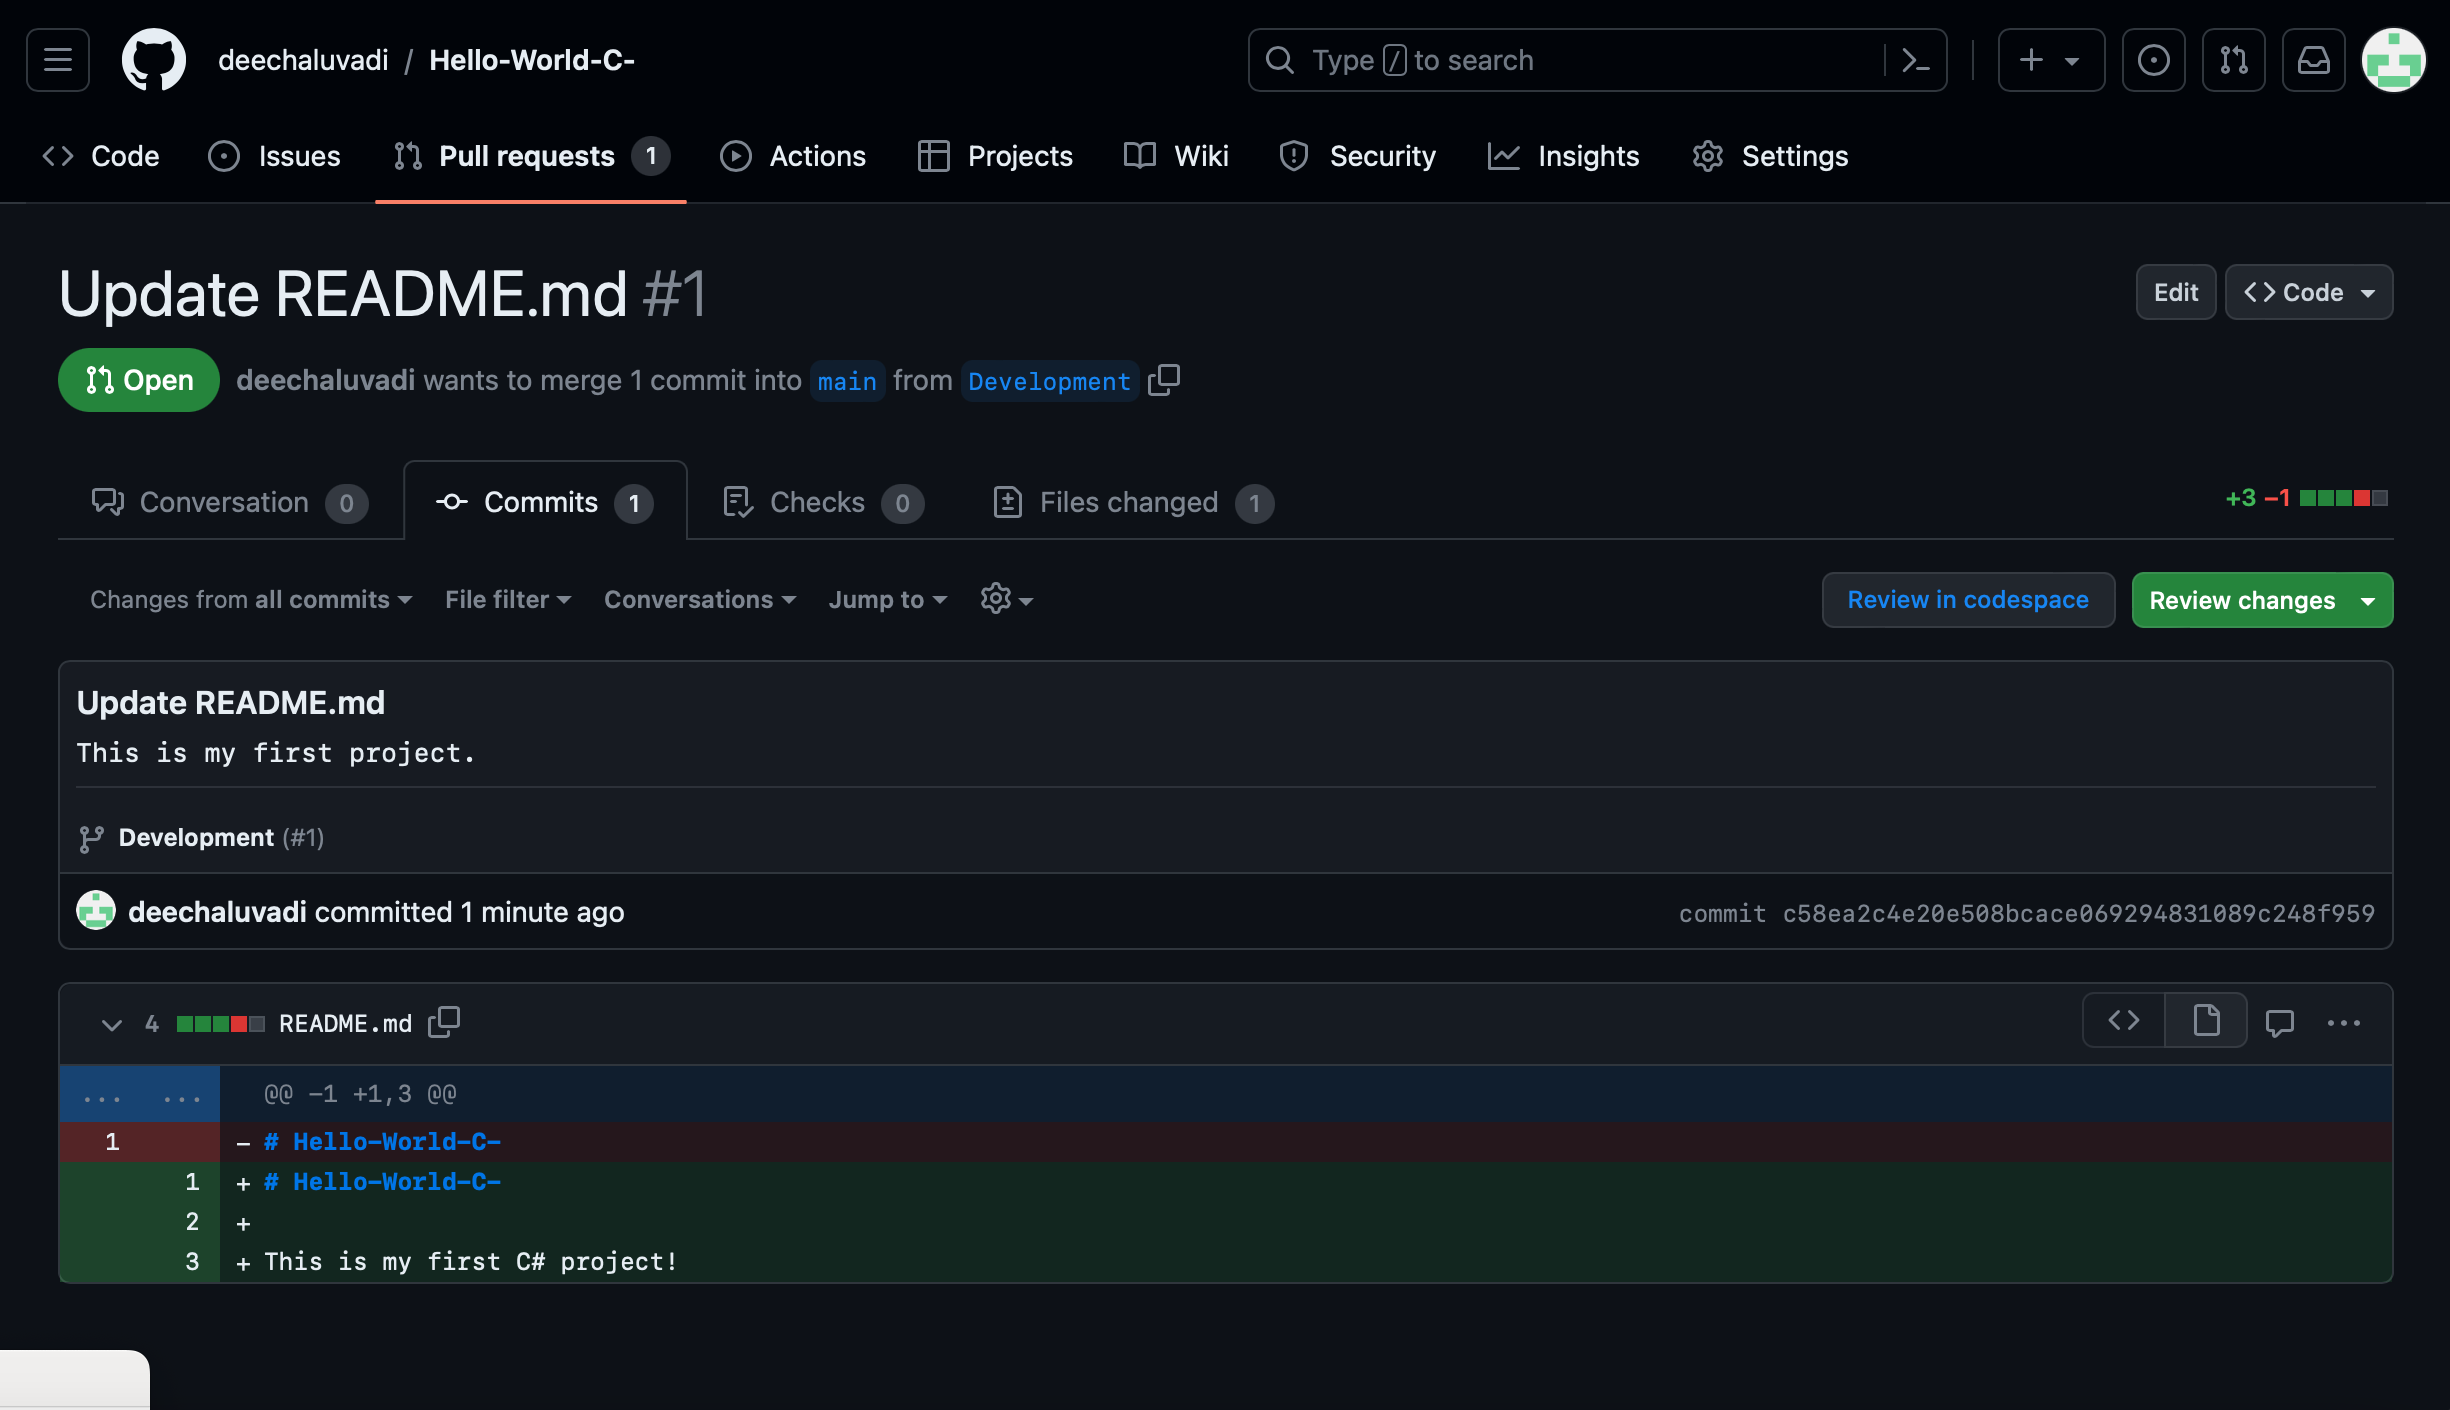 deechaluvadi / Hello-World-C-
Type / to search
Code Issues Pull requests 1 Actions Projects Wiki Security Insights Settings
Update README.md #1
Edit Code
Open deechaluvadi wants to merge 1 commit into main from Development
Conversation 0 Commits 1 Checks 0 Files changed 1
+3 −1
Changes from all commits File filter Conversations Jump to
Review in codespace Review changes
Update README.md
This is my first project.
Development (#1)
deechaluvadi committed 1 minute ago
commit c58ea2c4e20e508bcace069294831089c248f959
4 README.md
... ... @@ -1 +1,3 @@
1 - # Hello-World-C-
1 + # Hello-World-C-
2 +
3 + This is my first C# project!